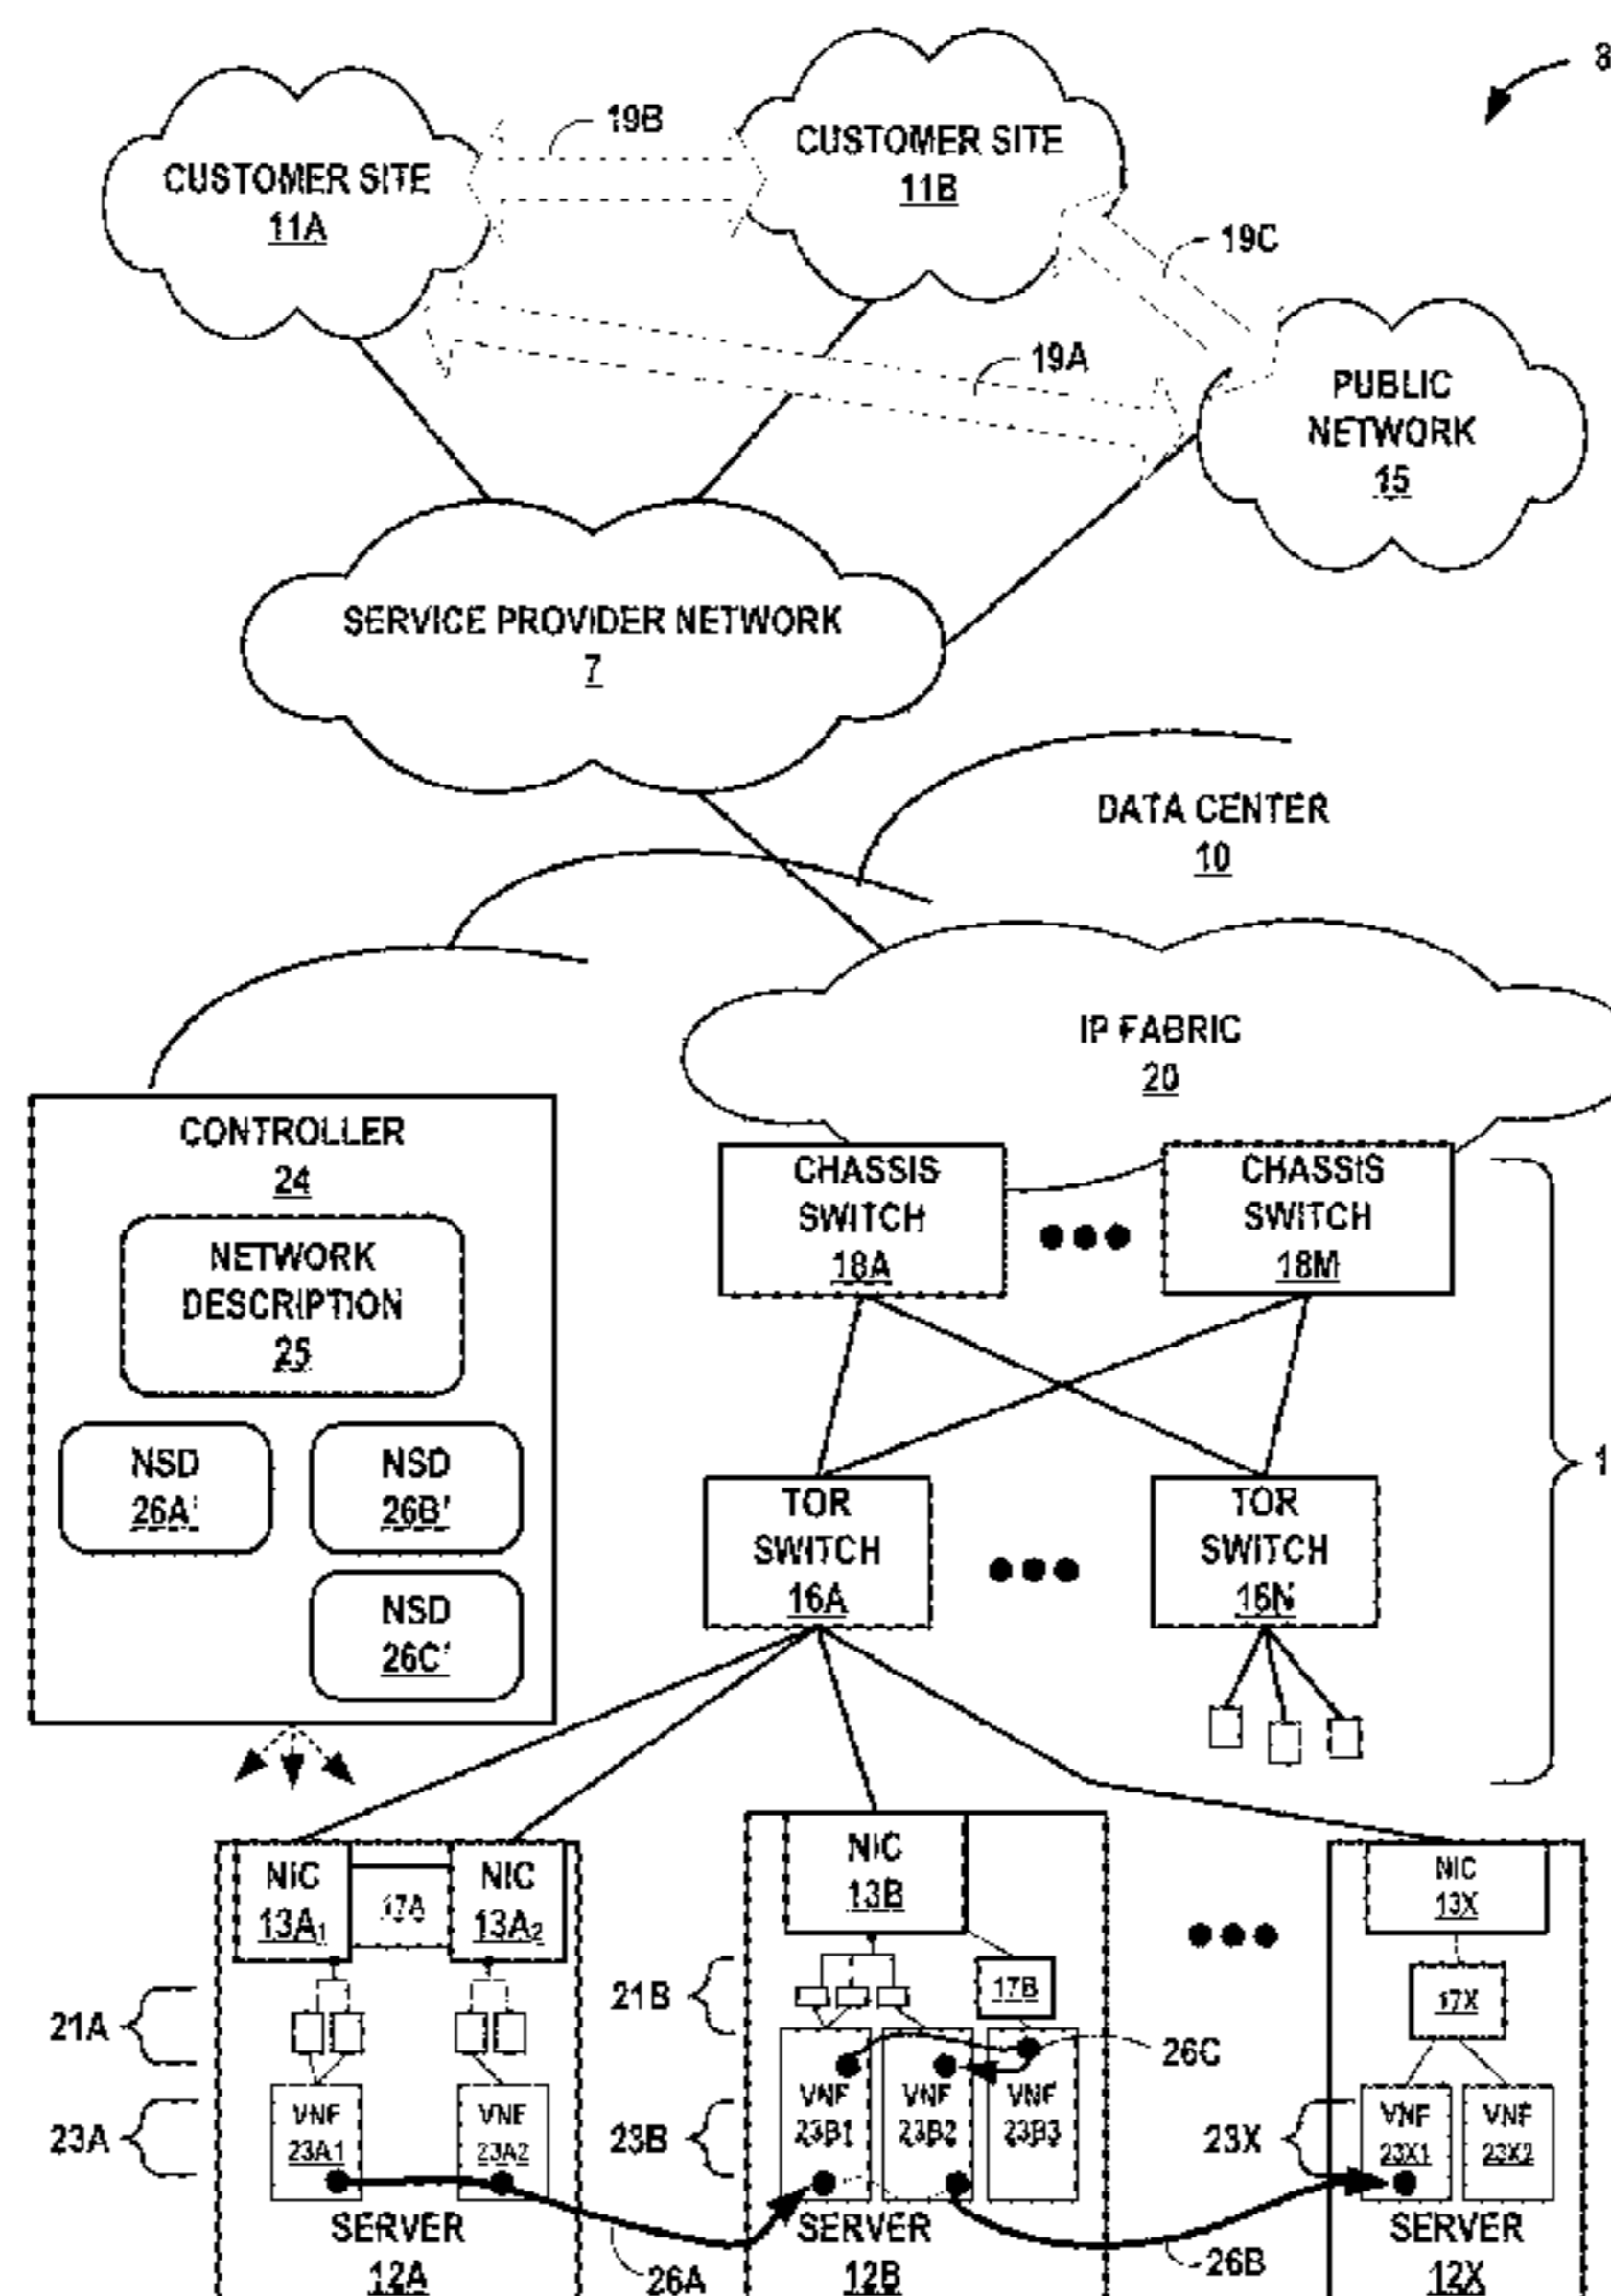 8
19B
CUSTOMER SITE
11B
CUSTOMER SITE
11A
19C
19A
PUBLIC
NETWORK
15
SERVICE PROVIDER NETWORK
7
DATA CENTER
10
IP FABRIC
20
CONTROLLER
24
NETWORK
DESCRIPTION
25
NSD
26A'
NSD
26B'
NSD
26C'
CHASSIS
SWITCH
18A
CHASSIS
SWITCH
18M
1
TOR
SWITCH
16A
TOR
SWITCH
16N
NIC
13A1
17A
NIC
13A2
21A
23A
VNF
23A1
VNF
23A2
SERVER
12A
26A
NIC
13B
21B
17B
26C
23B
VNF
23B1
VNF
23B2
VNF
23B3
SERVER
12B
26B
NIC
13X
17X
23X
VNF
23X1
VNF
23X2
SERVER
12X